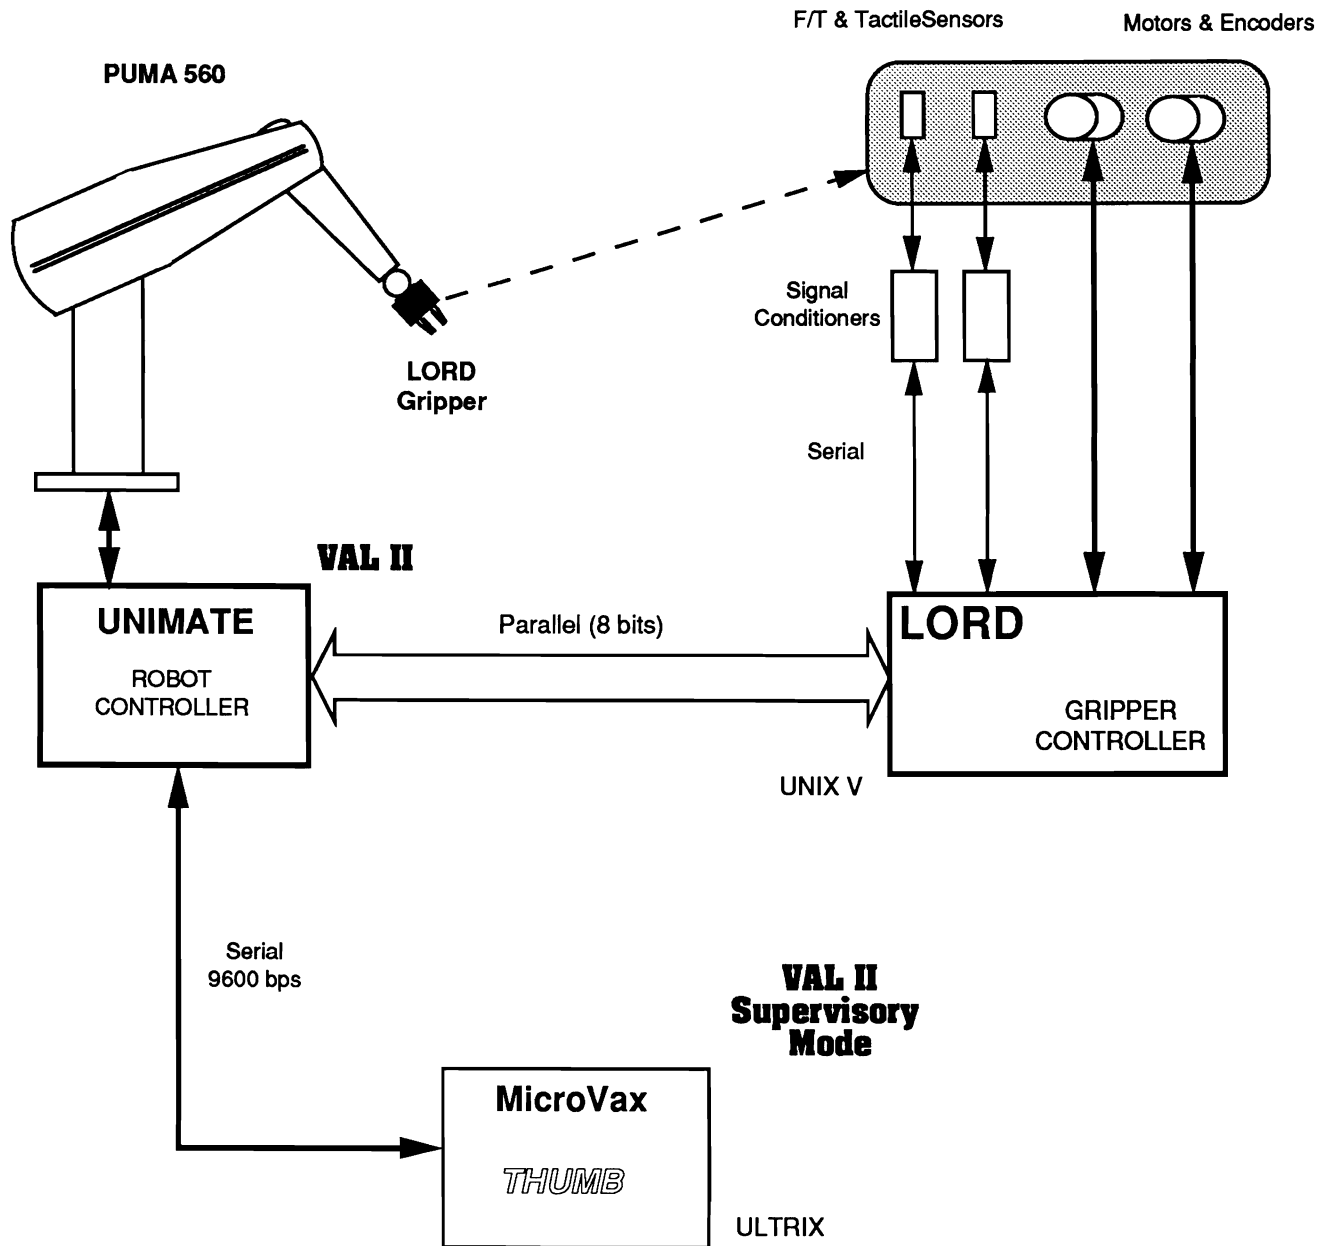 F/T & TactileSensors
Motors & Encoders
PUMA 560
Signal
Conditioners
LORD
Gripper
Serial
VAL II
UNIMATE
ROBOT
CONTROLLER
Parallel (8 bits)
LORD
GRIPPER
CONTROLLER
UNIX V
Serial
9600 bps
VAL II
Supervisory
Mode
MicroVax
THUMB
ULTRIX